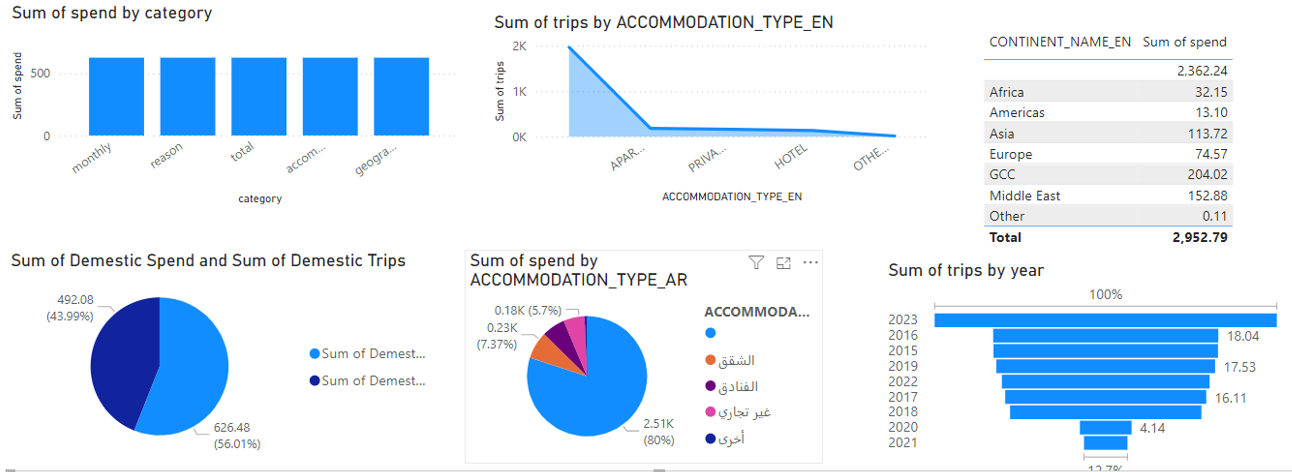 Sum of spend by category
Sum of spend
500
0
monthly
reason
total
accom...
geogra...
category
Sum of trips by ACCOMMODATION_TYPE_EN
Sum of trips
2K
1K
0K
APAR...
PRIVA...
HOTEL
OTHE...
ACCOMMODATION_TYPE_EN
CONTINENT_NAME_EN Sum of spend
2,362.24
Africa 32.15
Americas 13.10
Asia 113.72
Europe 74.57
GCC 204.02
Middle East 152.88
Other 0.11
Total 2,952.79
Sum of Domestic Spend and Sum of Domestic Trips
492.08
(43.99%)
626.48
(56.01%)
Sum of Demest...
Sum of Demest...
Sum of spend by
ACCOMMODATION_TYPE_AR
0.18K (5.7%)
0.23K
(7.37%)
2.51K
(80%)
ACCOMMODA...
الشقق
الفنادق
غير تجاري
أخرى
Sum of trips by year
100%
2023
2016 18.04
2015
2019 17.53
2022
2017 16.11
2018
2020 4.14
2021
12.7%